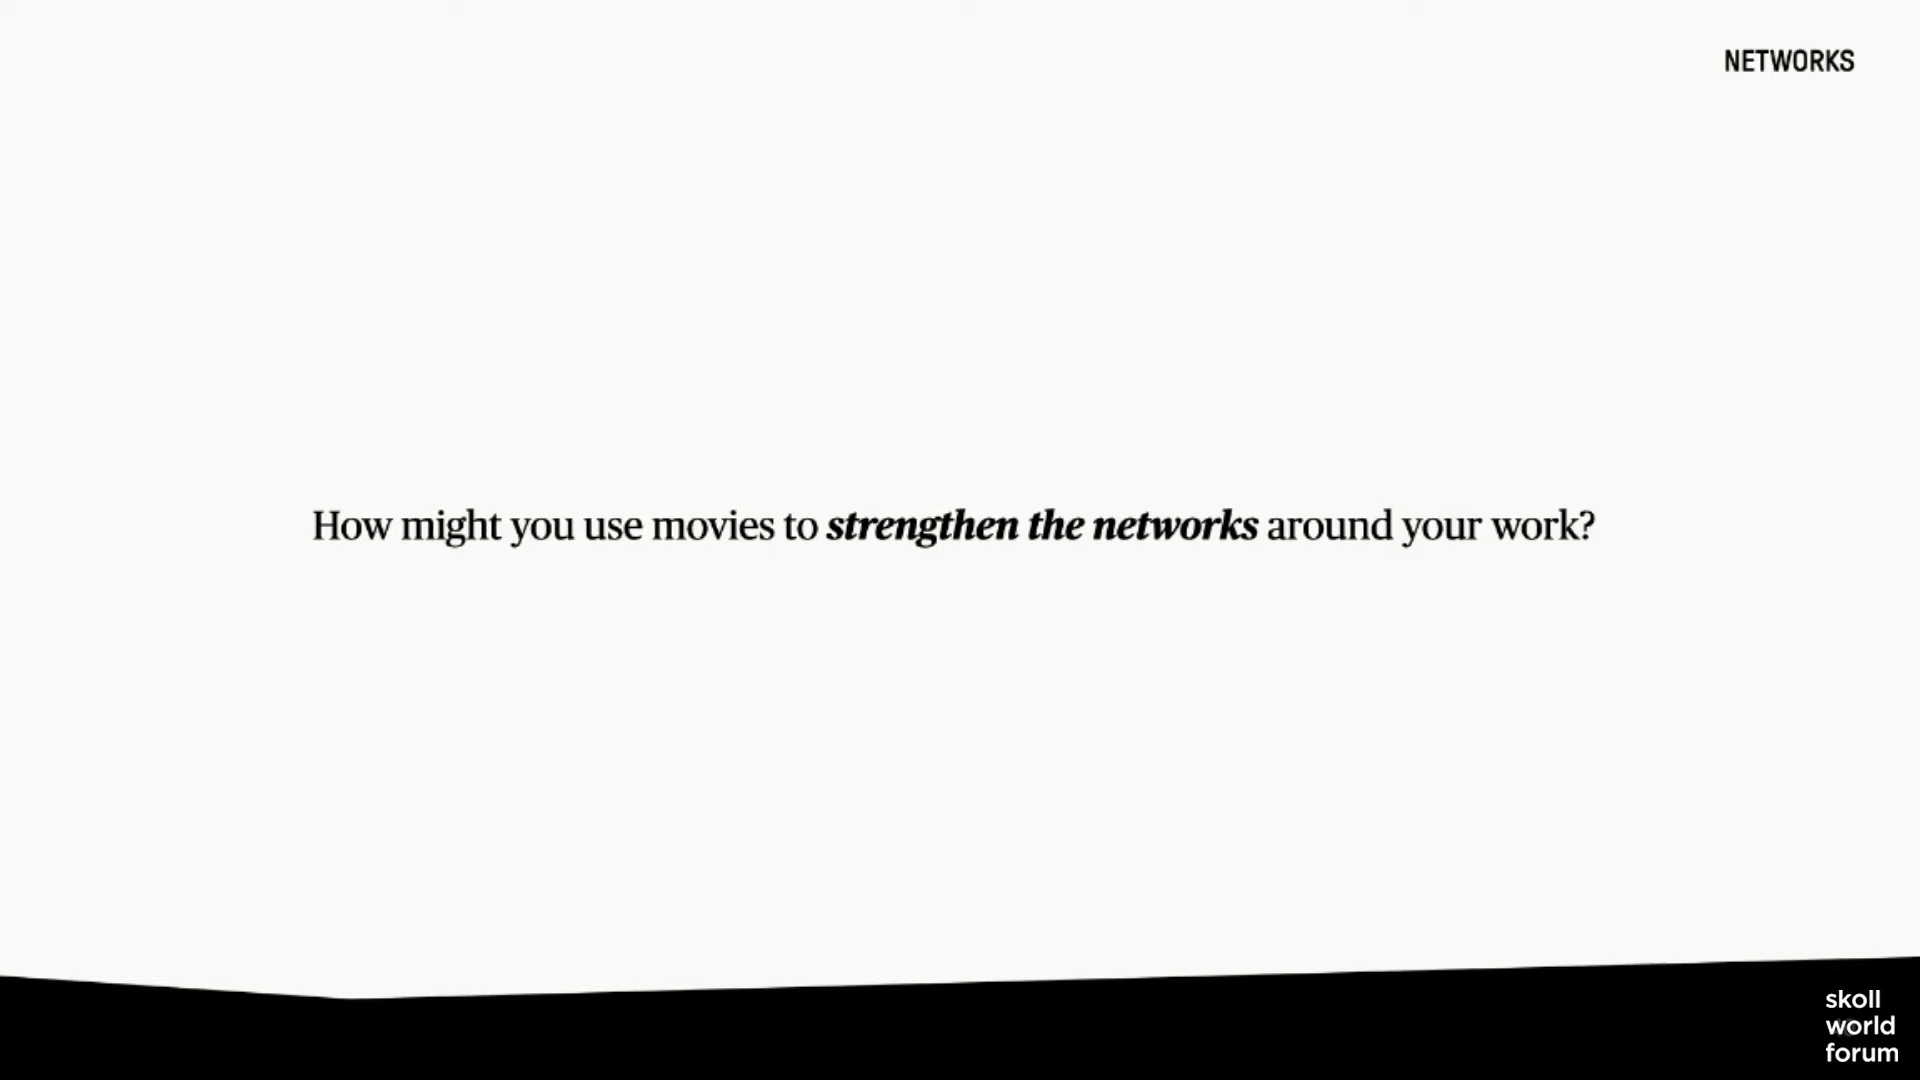 NETWORKS
How might you use movies to strengthen the networks around your work?
skoll
world
forum